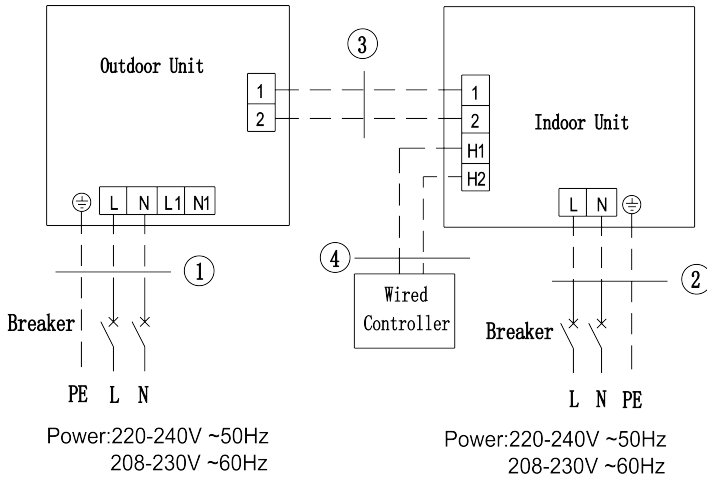 Outdoor Unit
1
2
L N L1 N1
③
1
2
H1
H2
Indoor Unit
L N
①
Breaker
PE L N
Power:220-240V ~50Hz
208-230V ~60Hz
④
Wired
Controller
②
Breaker
L N PE
Power:220-240V ~50Hz
208-230V ~60Hz